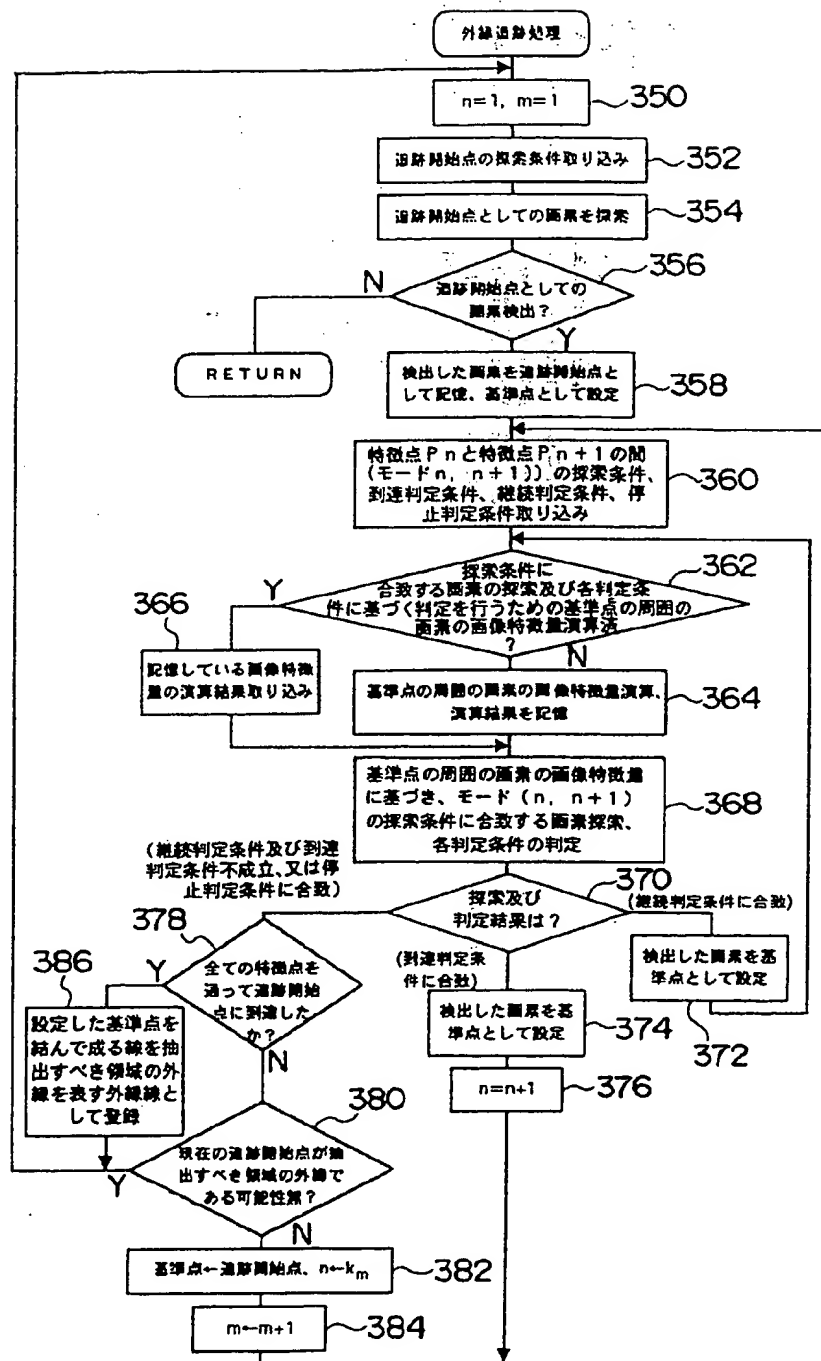 外縁追跡処理
n=1, m=1
350
追跡開始点の探索条件取り込み
352
追跡開始点としての画素を探索
354
356
N
追跡開始点としての
画素検出?
Y
RETURN
検出した画素を追跡開始点と
して記憶、基準点として設定
358
特徴点Pnと特徴点Pn+1の間
(モードn, n+1))の探索条件、
到達判定条件、継続判定条件、停
止判定条件取り込み
360
362
探索条件に
合致する画素の探索及び各判定条
件に基づく判定を行うための基準点の周囲の
画素の画像特徴量演算済
?
Y
N
366
記憶している画像特徴
量の演算結果取り込み
基準点の周囲の画素の画像特徴量演算、
演算結果を記憶
364
基準点の周囲の画素の画像特徴量
に基づき、モード(n, n+1)
の探索条件に合致する画素探索、
各判定条件の判定
368
(継続判定条件及び到達
判定条件不成立、又は停
止判定条件に合致)
370
探索及び
判定結果は?
(継続判定条件に合致)
検出した画素を基
準点として設定
372
(到達判定条
件に合致)
検出した画素を基
準点として設定
374
n=n+1
376
378
全ての特徴点を
通って追跡開始
点に到達した
か?
Y
N
386
設定した基準点を
結んで成る線を抽
出すべき領域の外
縁を表す外縁線と
して登録
380
現在の追跡開始点が抽
出すべき領域の外縁で
ある可能性無?
Y
N
基準点←追跡開始点、n←km
382
m←m+1
384